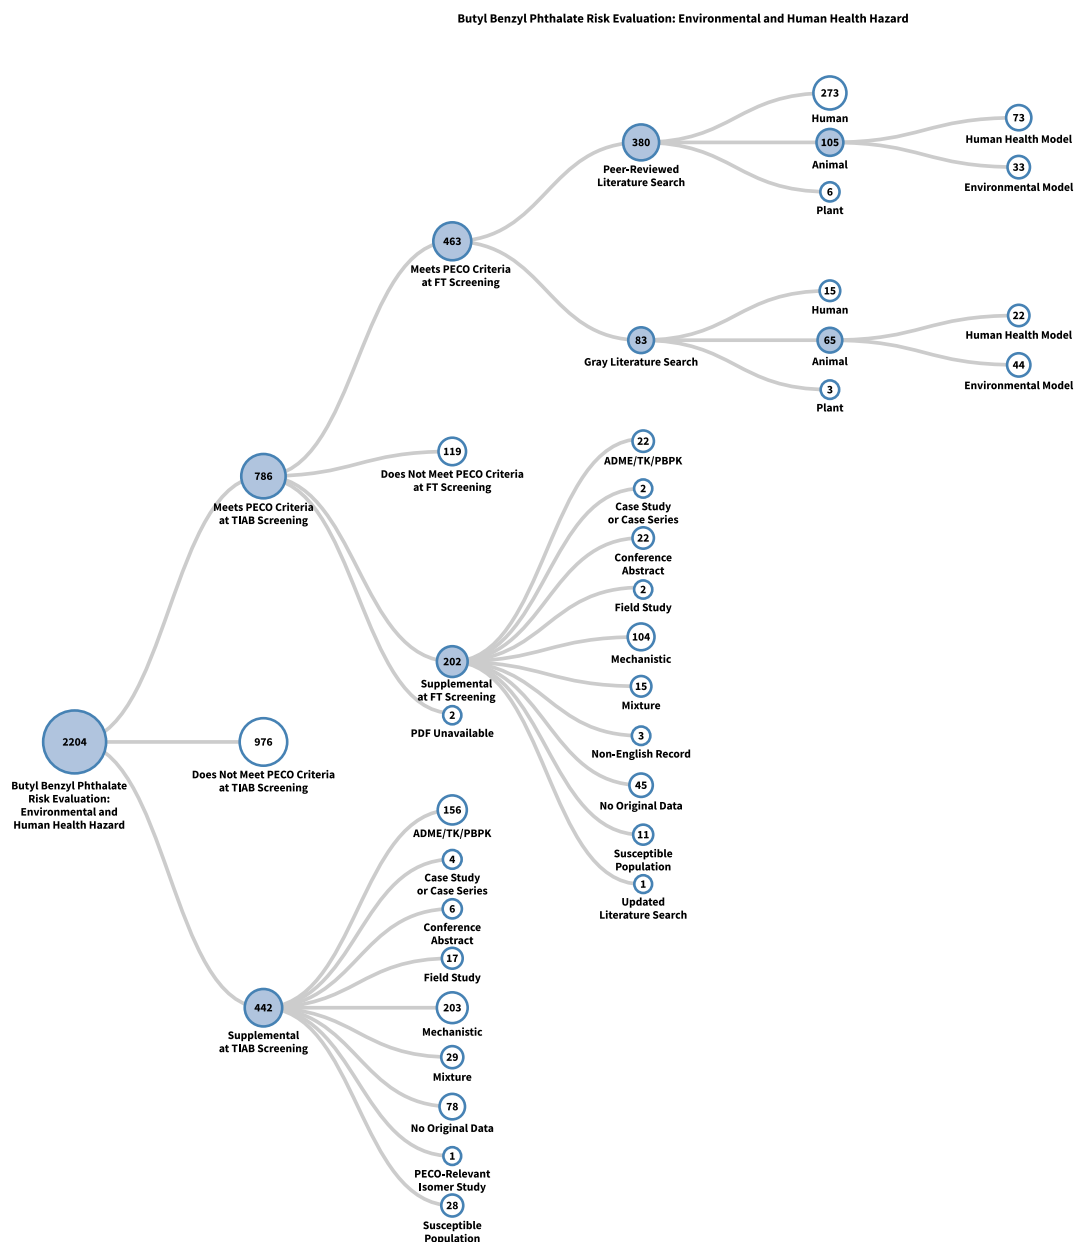 Butyl Benzyl Phthalate Risk Evaluation: Environmental and Human Health Hazard
2204
Butyl Benzyl Phthalate
Risk Evaluation:
Environmental and
Human Health Hazard
786
Meets PECO Criteria
at TIAB Screening
463
Meets PECO Criteria
at FT Screening
380
Peer-Reviewed
Literature Search
273
Human
105
Animal
73
Human Health Model
33
Environmental Model
6
Plant
83
Gray Literature Search
15
Human
65
Animal
22
Human Health Model
44
Environmental Model
3
Plant
119
Does Not Meet PECO Criteria
at FT Screening
202
Supplemental
at FT Screening
22
ADME/TK/PBPK
2
Case Study
or Case Series
22
Conference
Abstract
2
Field Study
104
Mechanistic
15
Mixture
3
Non-English Record
45
No Original Data
11
Susceptible
Population
1
Updated
Literature Search
2
PDF Unavailable
976
Does Not Meet PECO Criteria
at TIAB Screening
442
Supplemental
at TIAB Screening
156
ADME/TK/PBPK
4
Case Study
or Case Series
6
Conference
Abstract
17
Field Study
203
Mechanistic
29
Mixture
78
No Original Data
1
PECO-Relevant
Isomer Study
28
Susceptible
Population